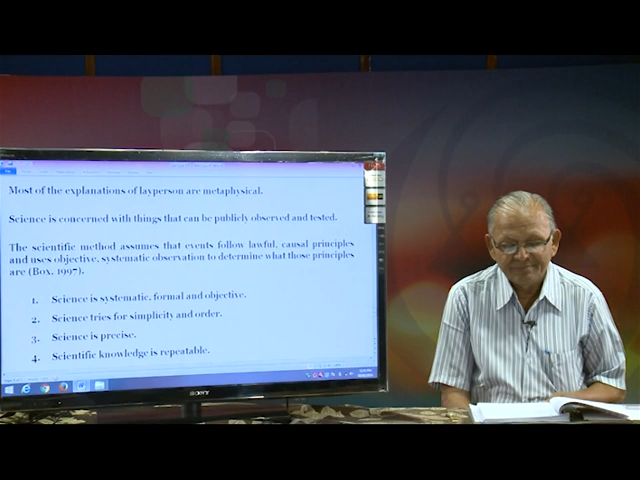 Most of the explanations of layperson are metaphysical.
Science is concerned with things that can be publicly observed and tested.
The scientific method assumes that events follow lawful, causal principles
and uses objective, systematic observation to determine what those principles
are (Box, 1997).
1. Science is systematic, formal and objective.
2. Science tries for simplicity and order.
3. Science is precise.
4. Scientific knowledge is repeatable.
SONY